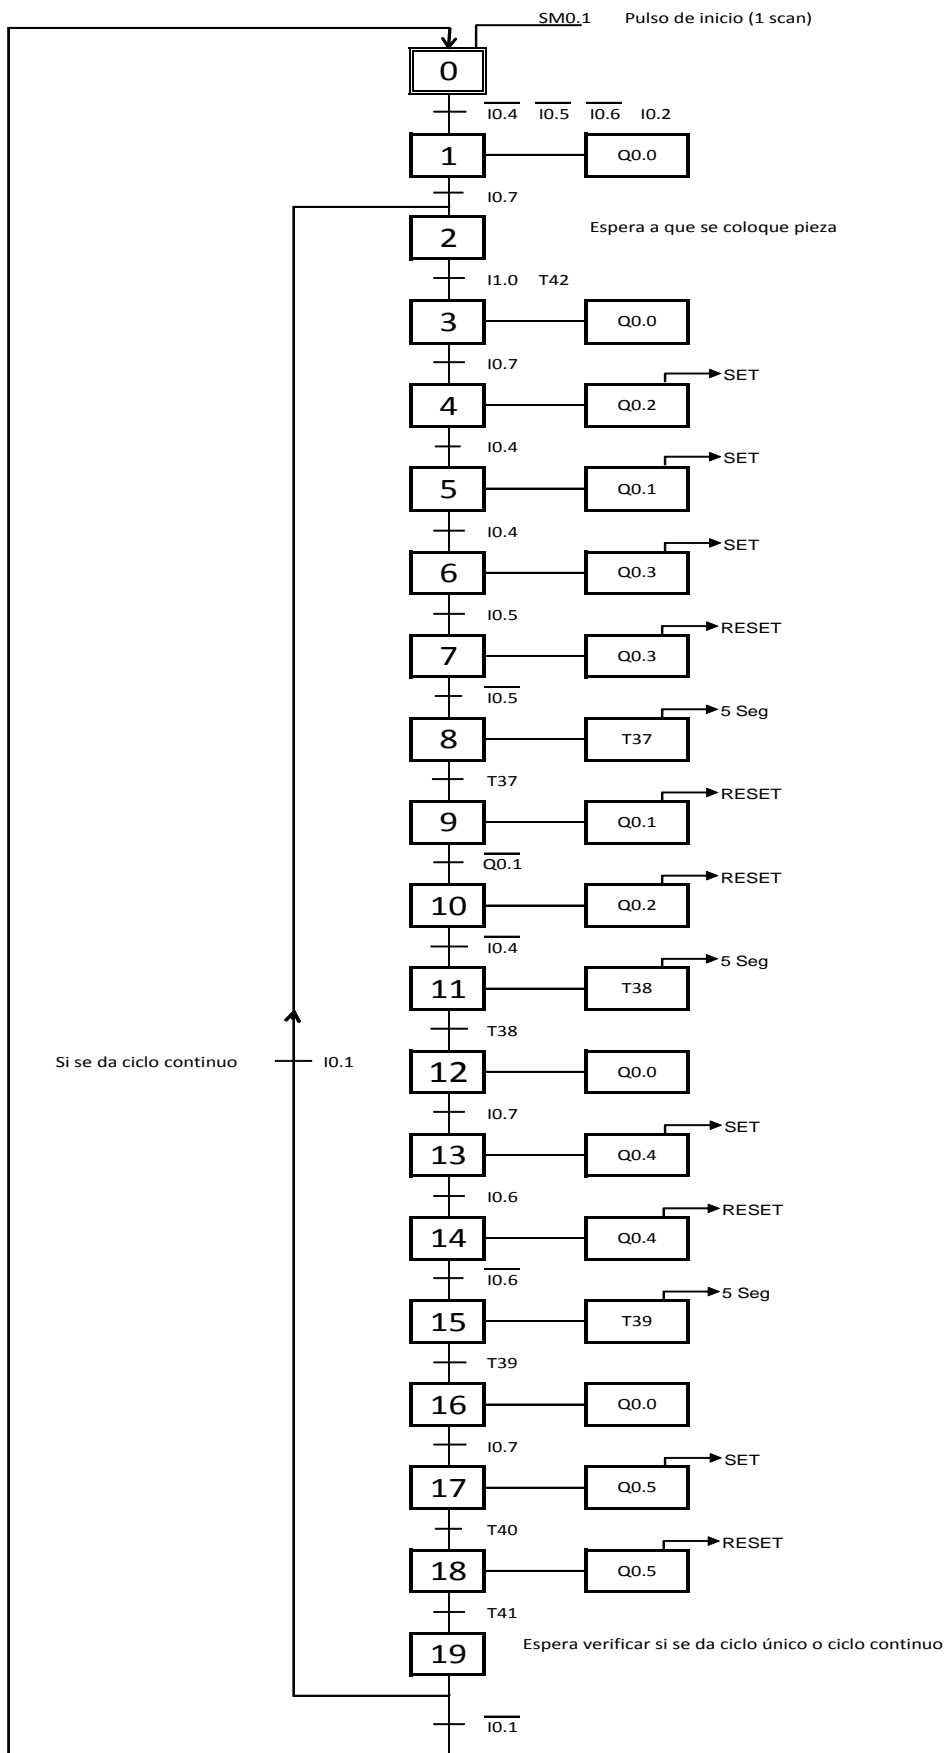 SM0.1 Pulso de inicio (1 scan)
0
I0.4 I0.5 I0.6 I0.2
1 Q0.0
I0.7
Espera a que se coloque pieza
2
I1.0 T42
3 Q0.0
I0.7
SET
4 Q0.2
I0.4
SET
5 Q0.1
I0.4
SET
6 Q0.3
I0.5
RESET
7 Q0.3
I0.5
5 Seg
8 T37
T37
RESET
9 Q0.1
Q0.1
RESET
10 Q0.2
I0.4
5 Seg
11 T38
T38
Si se da ciclo continuo I0.1
12 Q0.0
I0.7
SET
13 Q0.4
I0.6
RESET
14 Q0.4
I0.6
5 Seg
15 T39
T39
16 Q0.0
I0.7
SET
17 Q0.5
T40
RESET
18 Q0.5
T41
Espera verificar si se da ciclo único o ciclo continuo
19
I0.1